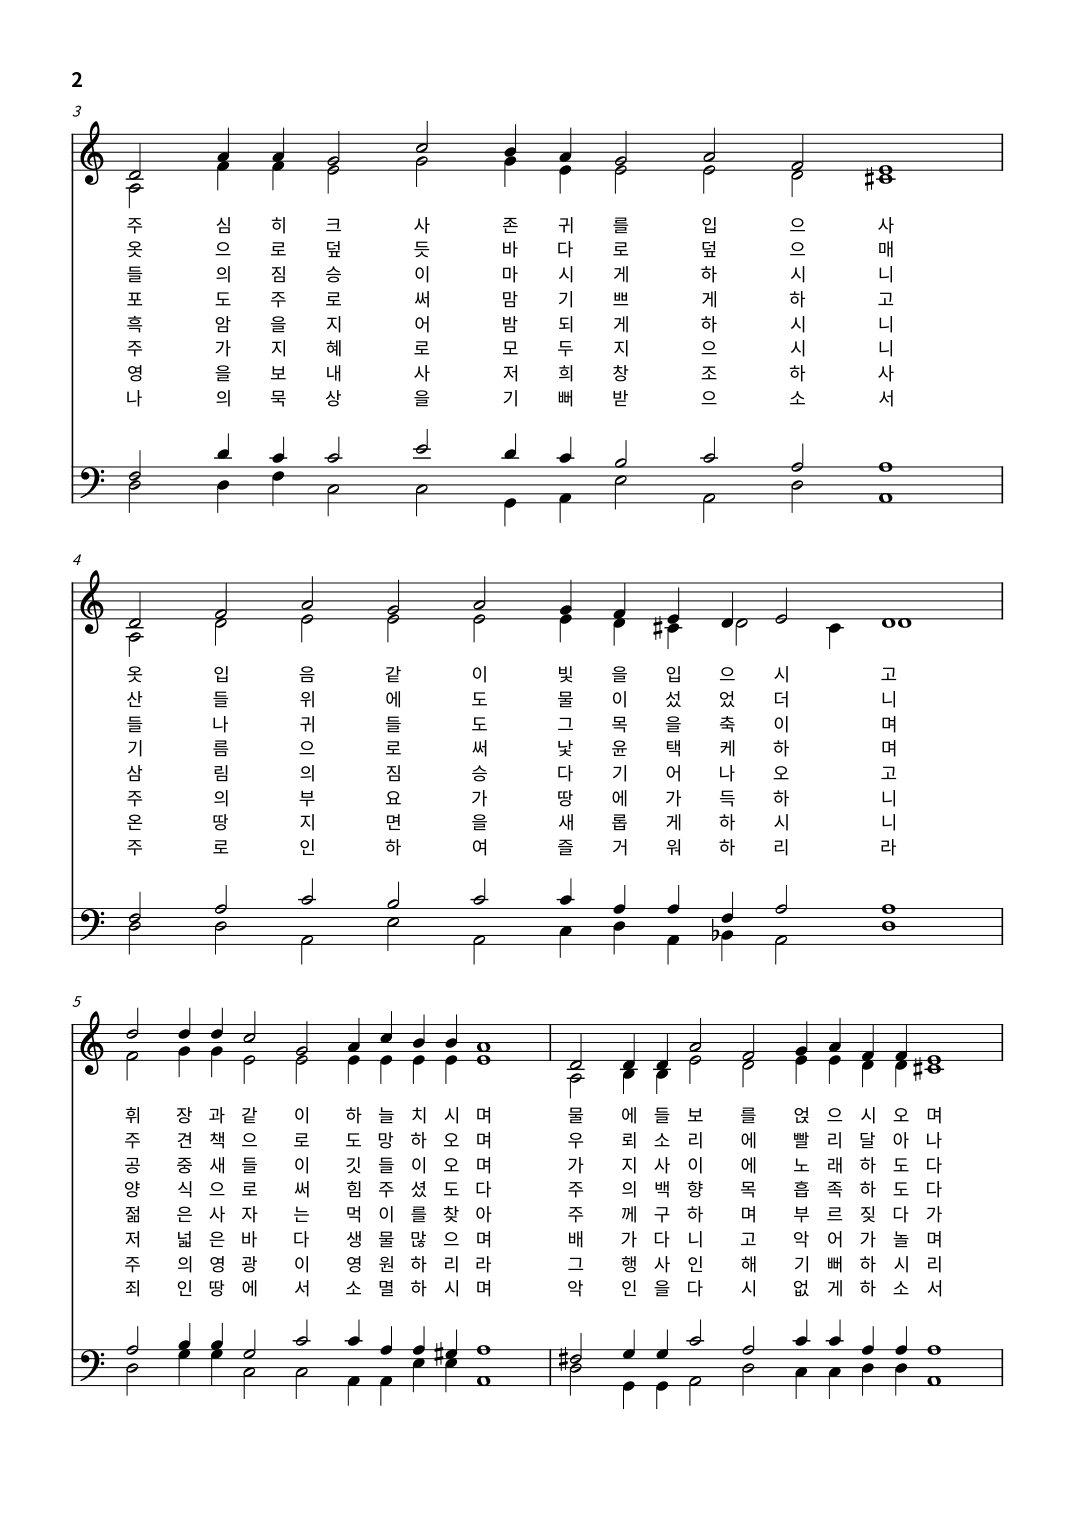 2
3
주 심 히 크 사 존 귀 를 입 으 사
옷 으 로 덮 듯 바 다 로 덮 으 매
들 의 짐 승 이 마 시 게 하 시 니
포 도 주 로 써 맘 기 쁘 게 하 고
흑 암 을 지 어 밤 되 게 하 시 니
주 가 지 혜 로 모 두 지 으 시 니
영 을 보 내 사 저 희 창 조 하 사
나 의 묵 상 을 기 뻐 받 으 소 서
4
옷 입 음 같 이 빛 을 입 으 시 고
산 들 위 에 도 물 이 섰 었 더 니
들 나 귀 들 도 그 목 을 축 이 며
기 름 으 로 써 낯 윤 택 케 하 며
삼 림 의 짐 승 다 기 어 나 오 고
주 의 부 요 가 땅 에 가 득 하 니
온 땅 지 면 을 새 롭 게 하 시 니
주 로 인 하 여 즐 거 워 하 리 라
5
휘 장 과 같 이 하 늘 치 시 며 물 에 들 보 를 얹 으 시 오 며
주 견 책 으 로 도 망 하 오 며 우 뢰 소 리 에 빨 리 달 아 나
공 중 새 들 이 깃 들 이 오 며 가 지 사 이 에 노 래 하 도 다
양 식 으 로 써 힘 주 셨 도 다 주 의 백 향 목 흡 족 하 도 다
젊 은 사 자 는 먹 이 를 찾 아 주 께 구 하 며 부 르 짖 다 가
저 넓 은 바 다 생 물 많 으 며 배 가 다 니 고 악 어 가 놀 며
주 의 영 광 이 영 원 하 리 라 그 행 사 인 해 기 뻐 하 시 리
죄 인 땅 에 서 소 멸 하 시 며 악 인 을 다 시 없 게 하 소 서